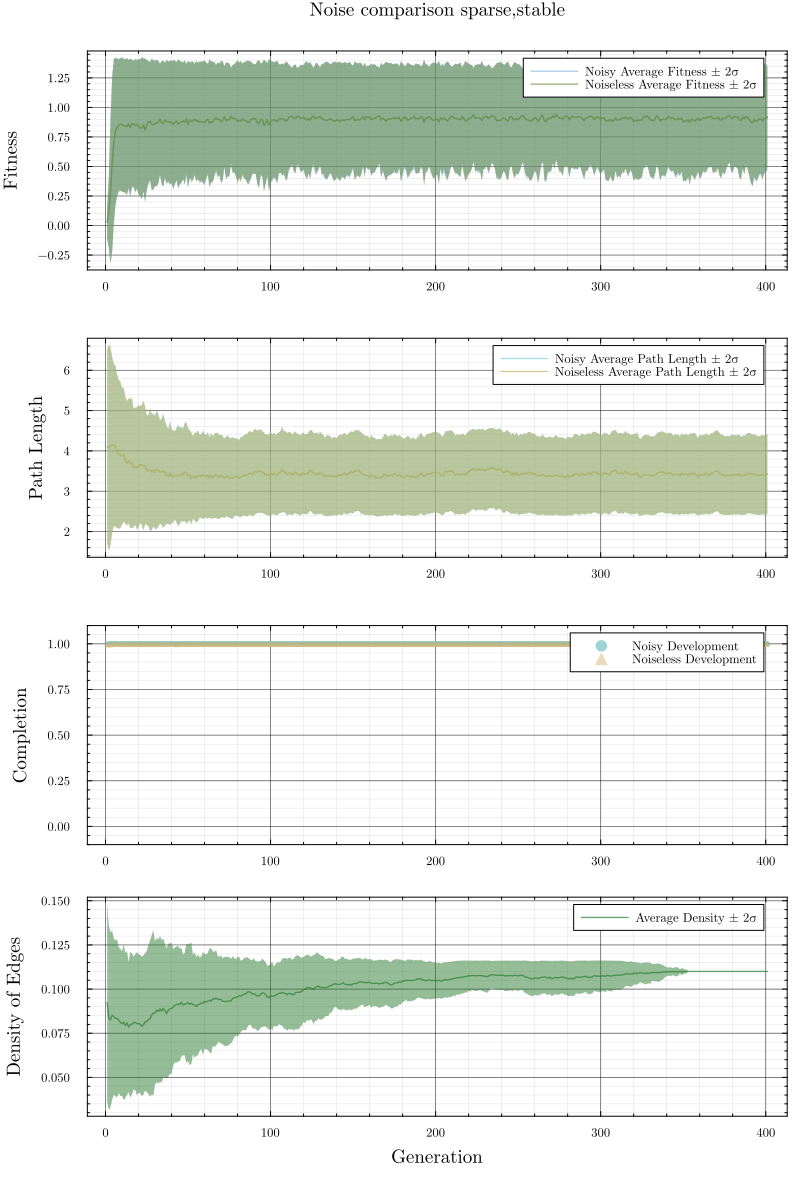 Noise comparison sparse,stable
Fitness
1.25
1.00
0.75
0.50
0.25
0.00
−0.25
Noisy Average Fitness ± 2σ
Noiseless Average Fitness ± 2σ
0 100 200 300 400
Path Length
6
5
4
3
2
Noisy Average Path Length ± 2σ
Noiseless Average Path Length ± 2σ
0 100 200 300 400
Completion
1.00
0.75
0.50
0.25
0.00
Noisy Development
Noiseless Development
0 100 200 300 400
Density of Edges
0.150
0.125
0.100
0.075
0.050
Average Density ± 2σ
0 100 200 300 400
Generation